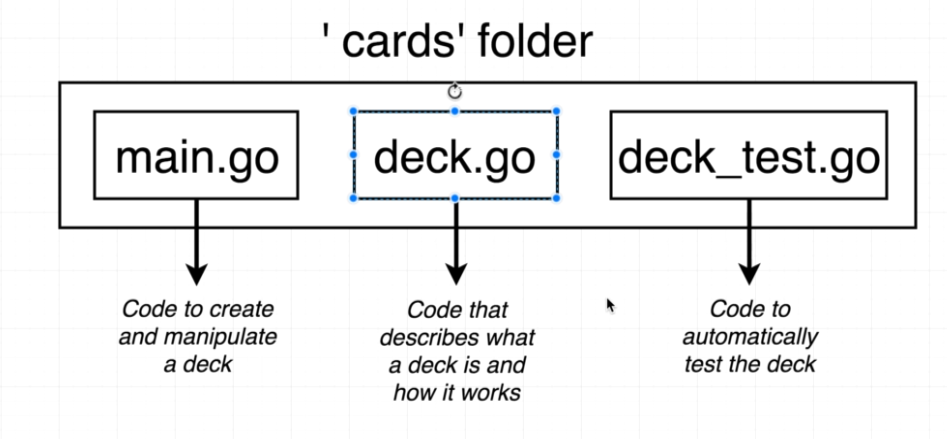 ' cards' folder
main.go
deck.go
deck_test.go
Code to create
and manipulate
a deck
Code that
describes what
a deck is and
how it works
Code to
automatically
test the deck